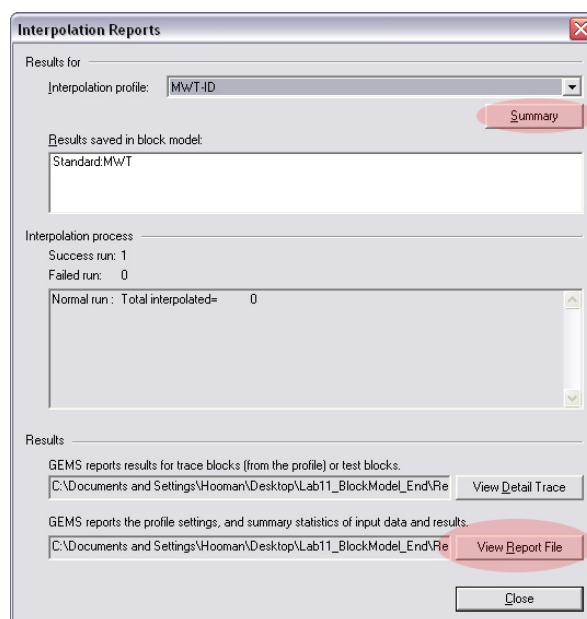 Interpolation Reports
Results for
Interpolation profile: MWT-ID
Summary
Results saved in block model:
Standard:MWT
Interpolation process
Success run: 1
Failed run: 0
Normal run : Total interpolated= 0
Results
GEMS reports results for trace blocks (from the profile) or test blocks.
C:\Documents and Settings\Hooman\Desktop\Lab11_BlockModel_End\Re View Detail Trace
GEMS reports the profile settings, and summary statistics of input data and results.
C:\Documents and Settings\Hooman\Desktop\Lab11_BlockModel_End\Re View Report File
Close